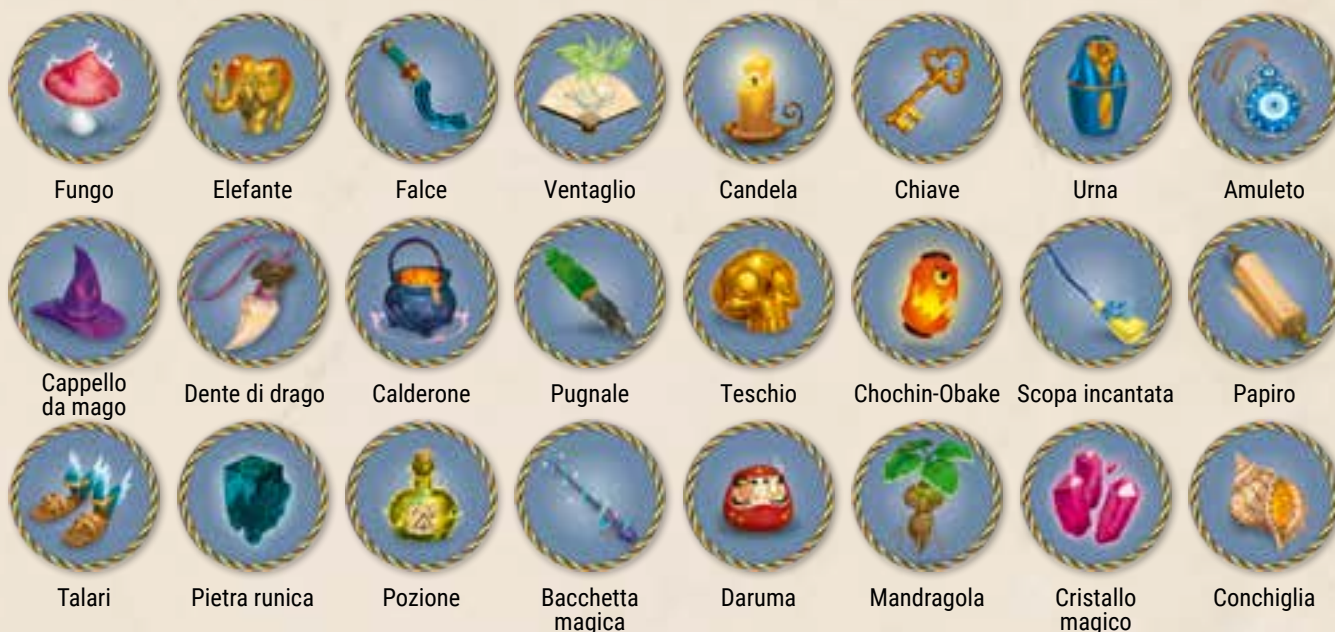 Fungo
Elefante
Falce
Ventaglio
Candela
Chiave
Urna
Amuleto
Cappello
da mago
Dente di drago
Calderone
Pugnale
Teschio
Chochin-Obake
Scopa incantata
Papiro
Talari
Pietra runica
Pozione
Bacchetta
magica
Daruma
Mandragola
Cristallo
magico
Conchiglia